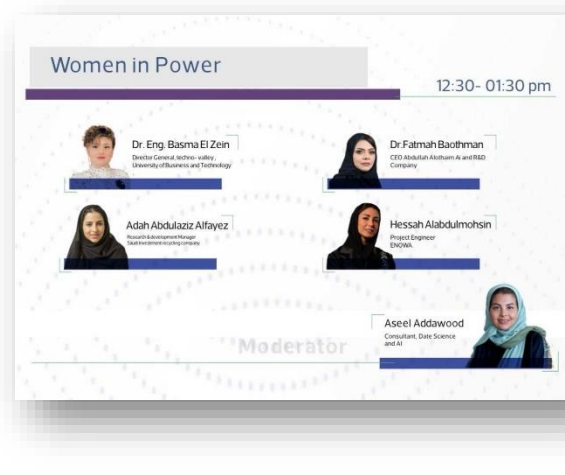 Women in Power
12:30- 01:30 pm
Dr. Eng. Basma El Zein
Director General, techno- valley,
University of Business and Technology
Dr.Fatmah Baothman
CEO Abdullah Alothaim Ai and R&D
Company
Adah Abdulaziz Alfayez
Research & development Manager
Saudi investment recycling company
Hessah Alabdulmohsin
Project Engineer
ENOWA
Aseel Addawood
Consultant, Date Science
and AI
Moderator